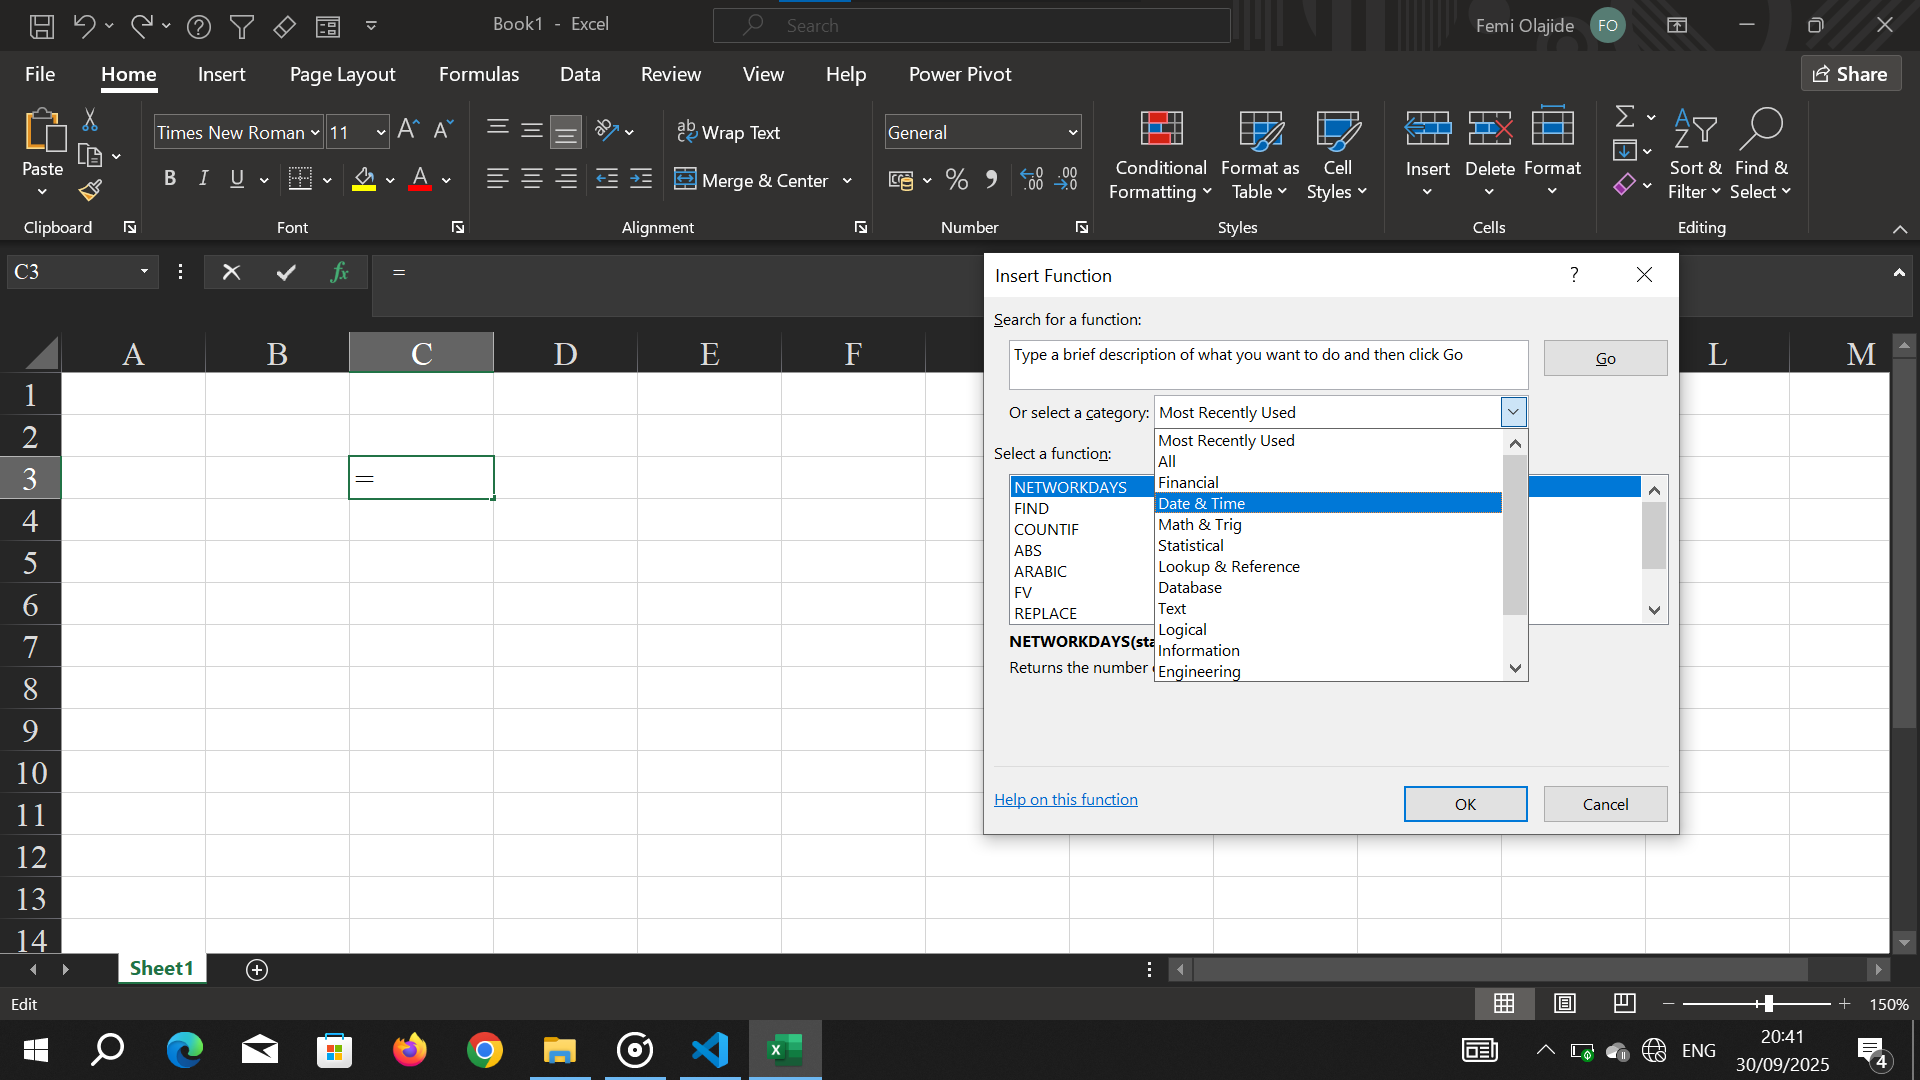 Book1 - Excel
Search
Femi Olajide
FO
File
Home
Insert
Page Layout
Formulas
Data
Review
View
Help
Power Pivot
Share
Paste
Times New Roman
11
Wrap Text
Merge & Center
General
Conditional
Formatting
Format as
Table
Cell
Styles
Insert
Delete
Format
Sort &
Filter
Find &
Select
Clipboard
Font
Alignment
Number
Styles
Cells
Editing
C3
fx
=
Insert Function
?
Search for a function:
Type a brief description of what you want to do and then click Go
Go
Or select a category:
Most Recently Used
Most Recently Used
All
Financial
Date & Time
Math & Trig
Statistical
Lookup & Reference
Database
Text
Logical
Information
Engineering
Select a function:
NETWORKDAYS
FIND
COUNTIF
ABS
ARABIC
FV
REPLACE
NETWORKDAYS(sta
Returns the number
Help on this function
OK
Cancel
A B C D E F L M
1
2
3
=
4
5
6
7
8
9
10
11
12
13
14
Sheet1
Edit
150%
ENG
20:41
30/09/2025
4